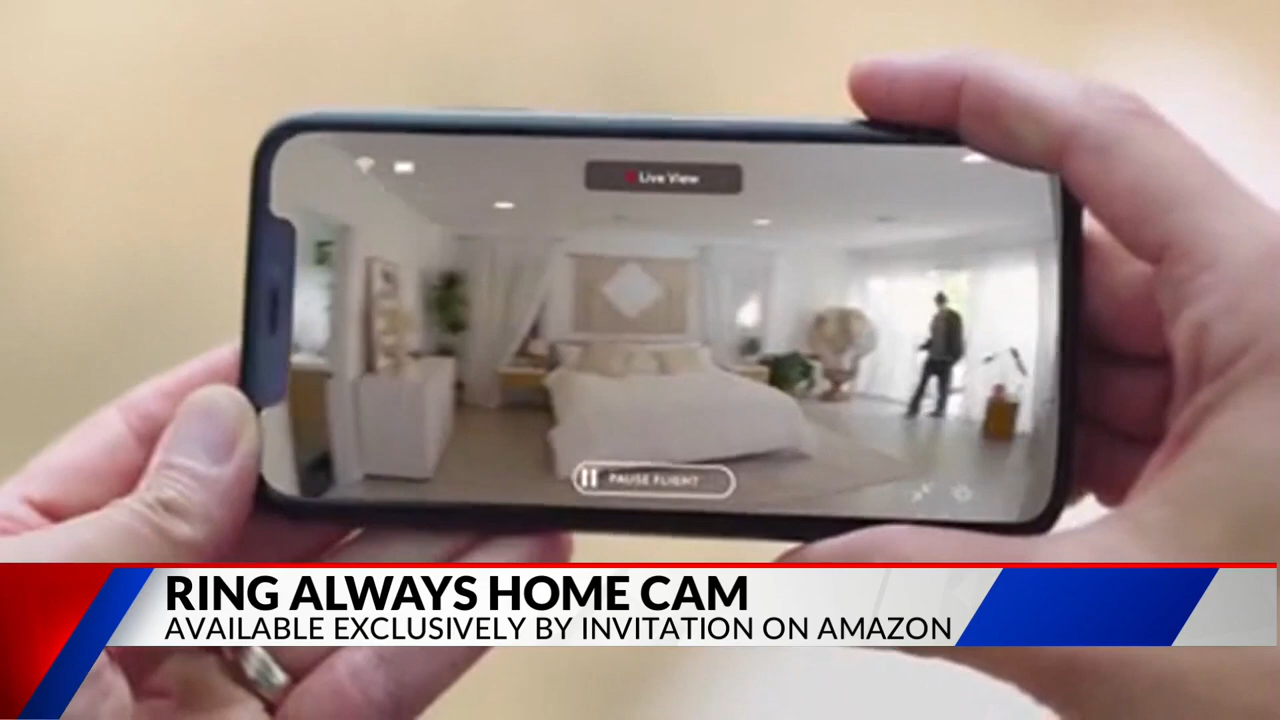 Live View
PAUSE FLIGHT
RING ALWAYS HOME CAM
AVAILABLE EXCLUSIVELY BY INVITATION ON AMAZON